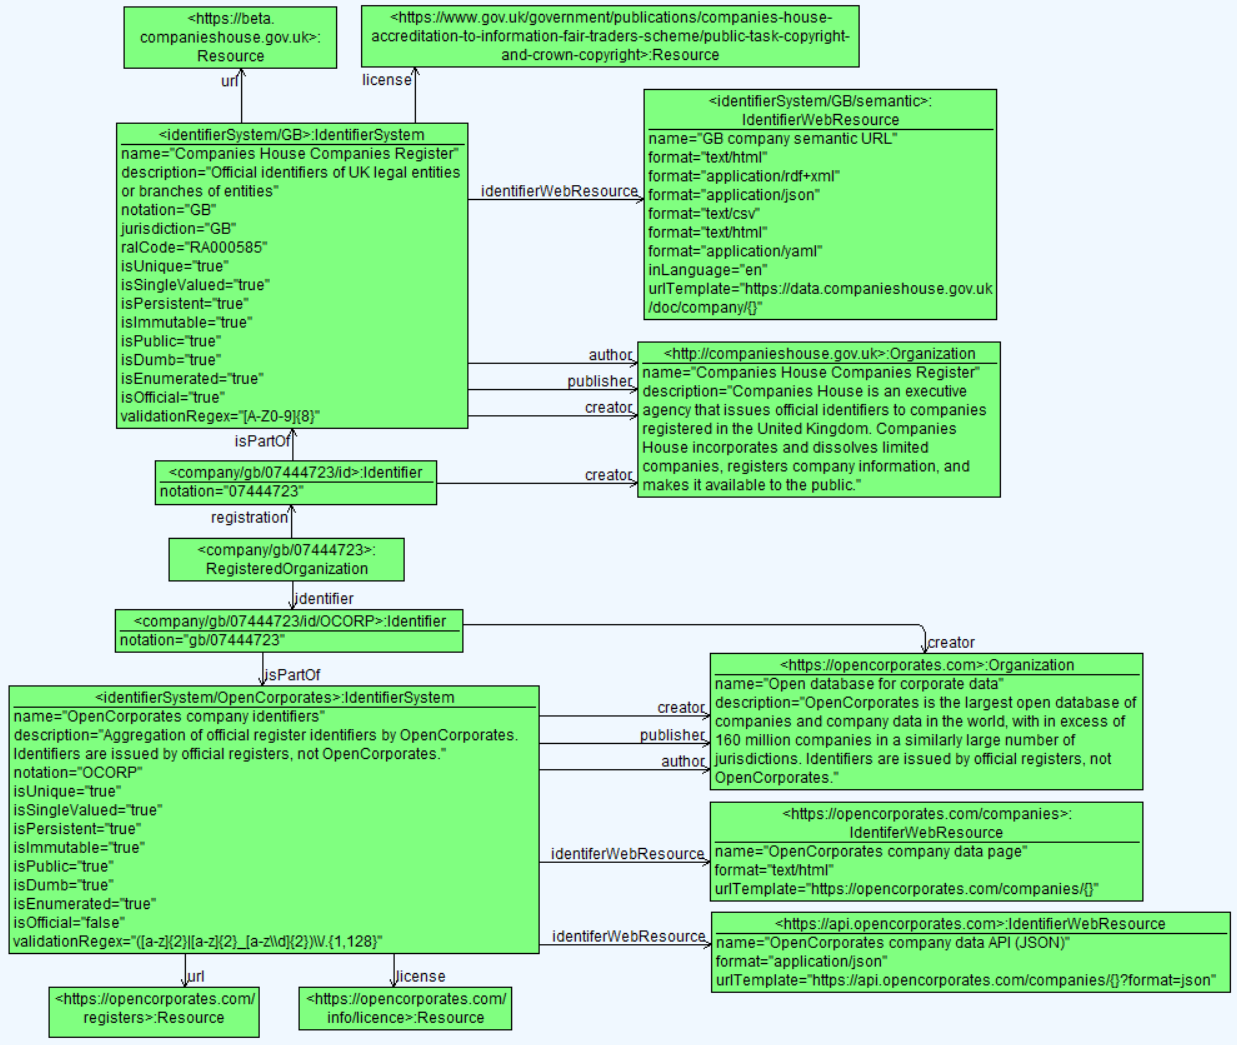 <https://beta.
companieshouse.gov.uk>:
Resource
<https://www.gov.uk/government/publications/companies-house-
accreditation-to-information-fair-traders-scheme/public-task-copyright-
and-crown-copyright>:Resource
url
license
<identifierSystem/GB>:IdentifierSystem
name="Companies House Companies Register"
description="Official identifiers of UK legal entities
or branches of entities"
notation="GB"
jurisdiction="GB"
ralCode="RA000585"
isUnique="true"
isSingleValued="true"
isPersistent="true"
isImmutable="true"
isPublic="true"
isDumb="true"
isEnumerated="true"
isOfficial="true"
validationRegex="[A-Z0-9]{8}"
identifierWebResource
<identifierSystem/GB/semantic>:
IdentifierWebResource
name="GB company semantic URL"
format="text/html"
format="application/rdf+xml"
format="application/json"
format="text/csv"
format="text/html"
format="application/yaml"
inLanguage="en"
urlTemplate="https://data.companieshouse.gov.uk
/doc/company/{}"
author
publisher
creator
<http://companieshouse.gov.uk>:Organization
name="Companies House Companies Register"
description="Companies House is an executive
agency that issues official identifiers to companies
registered in the United Kingdom. Companies
House incorporates and dissolves limited
companies, registers company information, and
makes it available to the public."
isPartOf
<company/gb/07444723/id>:Identifier
notation="07444723"
creator
registration
<company/gb/07444723>:
RegisteredOrganization
identifier
<company/gb/07444723/id/OCORP>:Identifier
notation="gb/07444723"
creator
isPartOf
<identifierSystem/OpenCorporates>:IdentifierSystem
name="OpenCorporates company identifiers"
description="Aggregation of official register identifiers by OpenCorporates.
Identifiers are issued by official registers, not OpenCorporates."
notation="OCORP"
isUnique="true"
isSingleValued="true"
isPersistent="true"
isImmutable="true"
isPublic="true"
isDumb="true"
isEnumerated="true"
isOfficial="false"
validationRegex="([a-z]{2}|[a-z]{2}_[a-z\\d]{2})\/.{1,128}"
creator
publisher
author
<https://opencorporates.com>:Organization
name="Open database for corporate data"
description="OpenCorporates is the largest open database of
companies and company data in the world, with in excess of
160 million companies in a similarly large number of
jurisdictions. Identifiers are issued by official registers, not
OpenCorporates."
identiferWebResource
<https://opencorporates.com/companies>:
IdentiferWebResource
name="OpenCorporates company data page"
format="text/html"
urlTemplate="https://opencorporates.com/companies/{}"
identiferWebResource
<https://api.opencorporates.com>:IdentifierWebResource
name="OpenCorporates company data API (JSON)"
format="application/json"
urlTemplate="https://api.opencorporates.com/companies/{}?format=json"
url
license
<https://opencorporates.com/
registers>:Resource
<https://opencorporates.com/
info/licence>:Resource